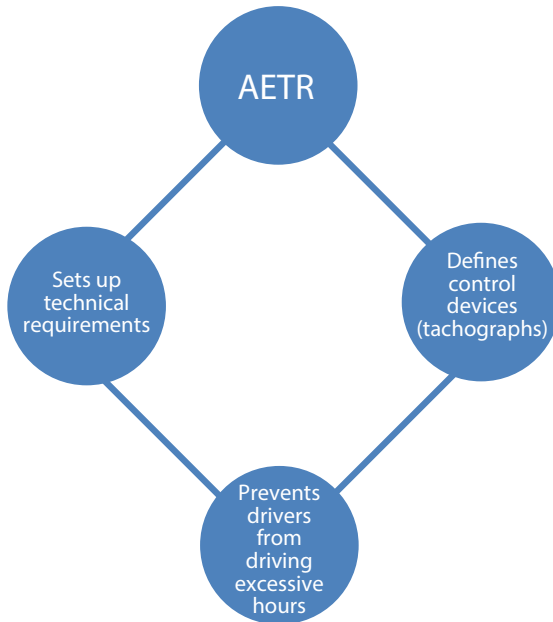 AETR
Sets up
technical
requirements
Defines
control
devices
(tachographs)
Prevents
drivers
from
driving
excessive
hours